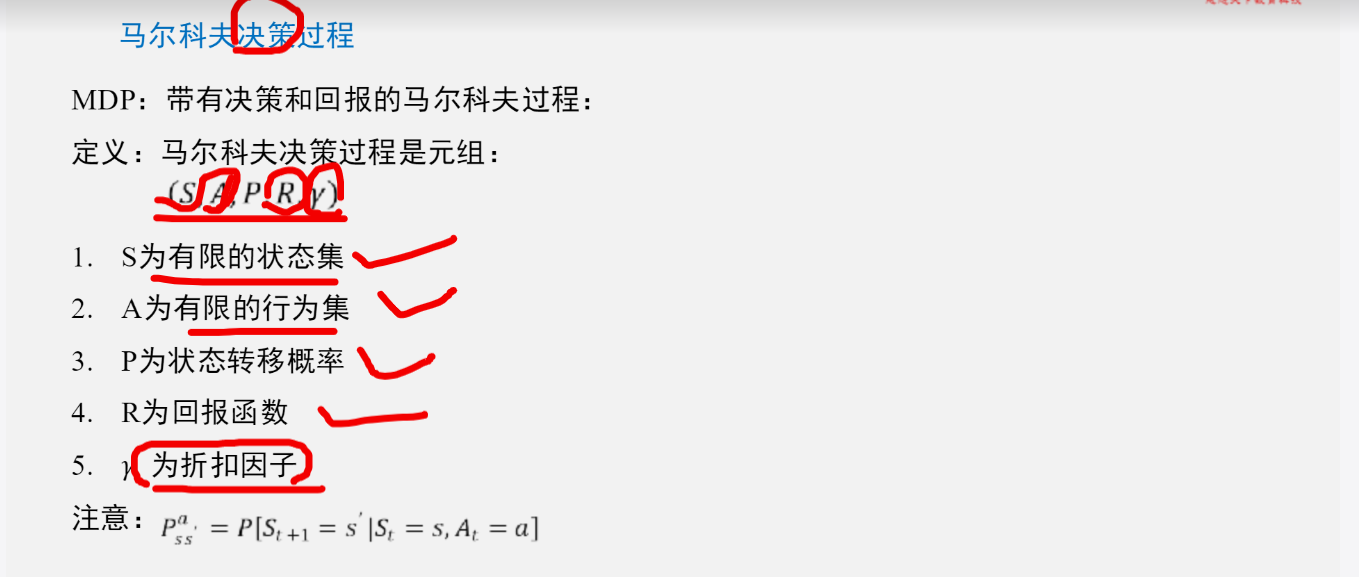 马尔科夫决策过程
MDP：带有决策和回报的马尔科夫过程：
定义：马尔科夫决策过程是元组：
(S, A, P, R, γ)
1. S为有限的状态集
2. A为有限的行为集
3. P为状态转移概率
4. R为回报函数
5. γ 为折扣因子
注意：P^a_{ss'} = P[S_{t+1} = s' | S_t = s, A_t = a]